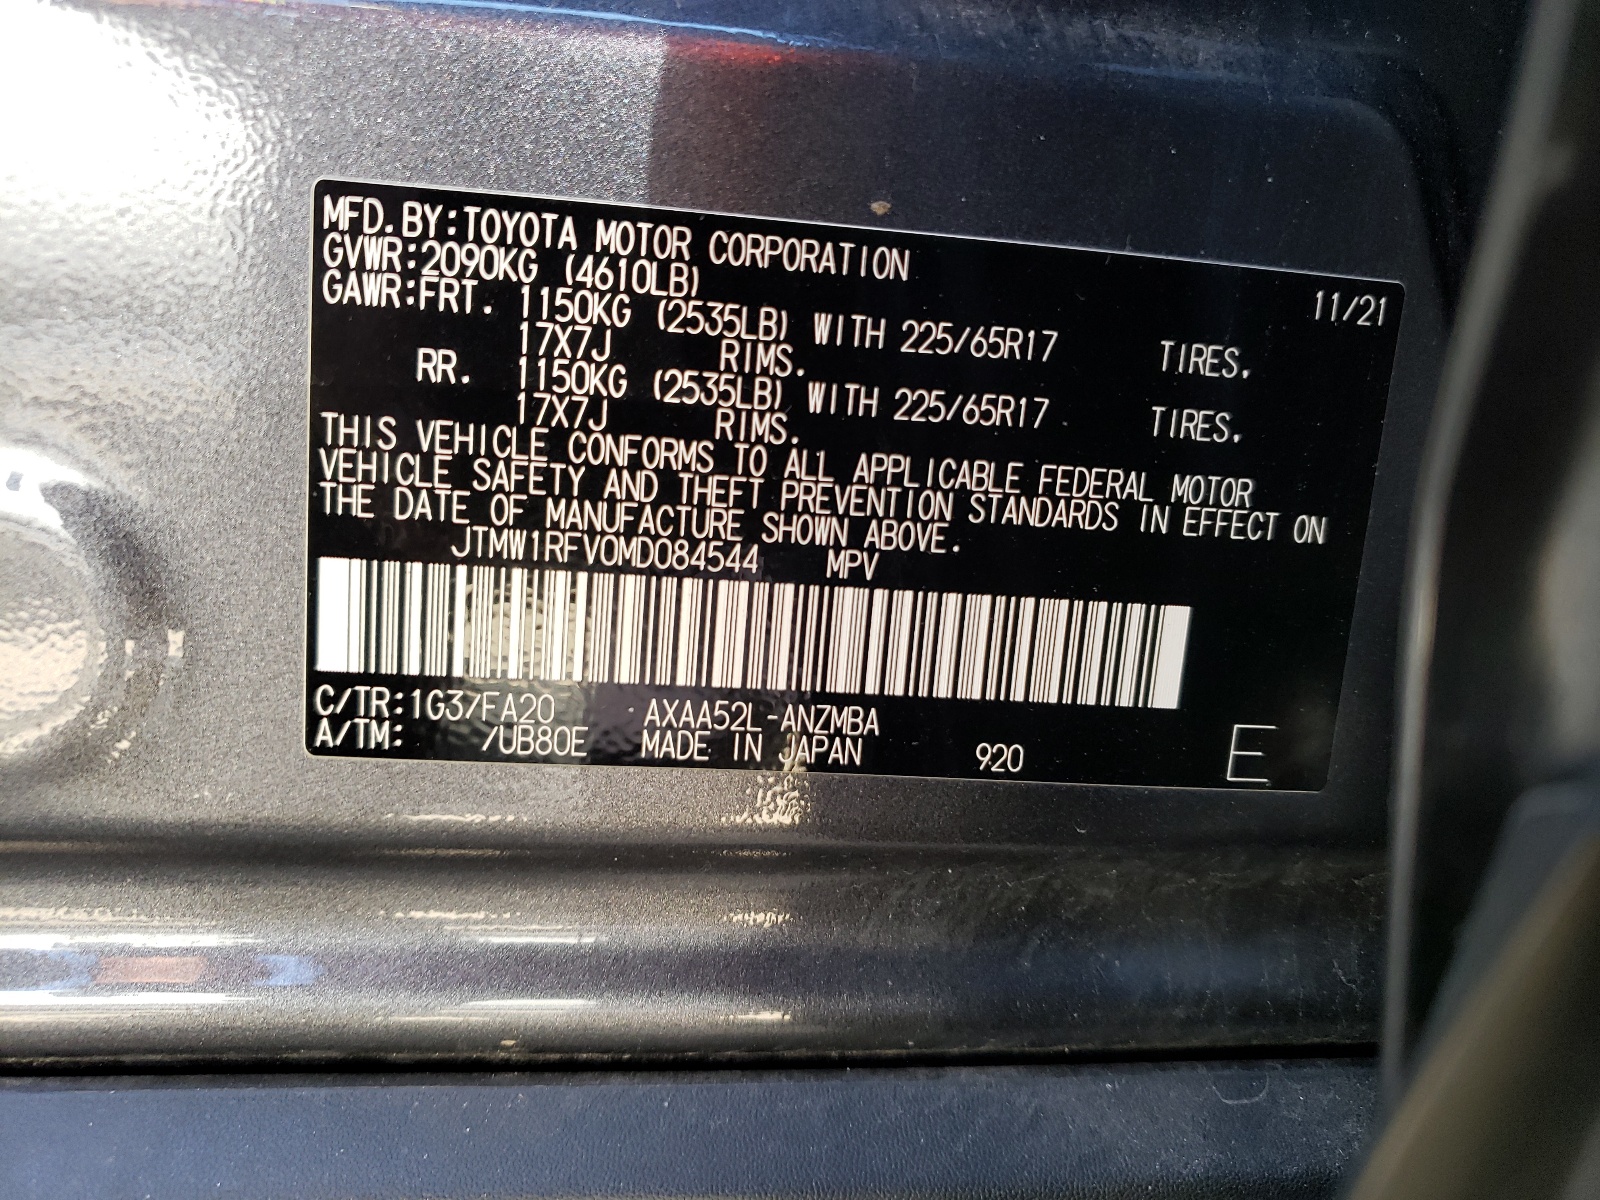 MFD. BY: TOYOTA MOTOR CORPORATION 11/21
GVWR: 2090KG (4610LB)
GAWR: FRT. 1150KG (2535LB) WITH 225/65R17 TIRES.
17X7J RIMS.
RR. 1150KG (2535LB) WITH 225/65R17 TIRES.
17X7J RIMS.
THIS VEHICLE CONFORMS TO ALL APPLICABLE FEDERAL MOTOR
VEHICLE SAFETY AND THEFT PREVENTION STANDARDS IN EFFECT ON
THE DATE OF MANUFACTURE SHOWN ABOVE.
JTMW1RFV0MD084544 MPV
C/TR: 1G3/FA20 AXAA52L-ANZMBA
A/TM: /UB80E MADE IN JAPAN 920 E